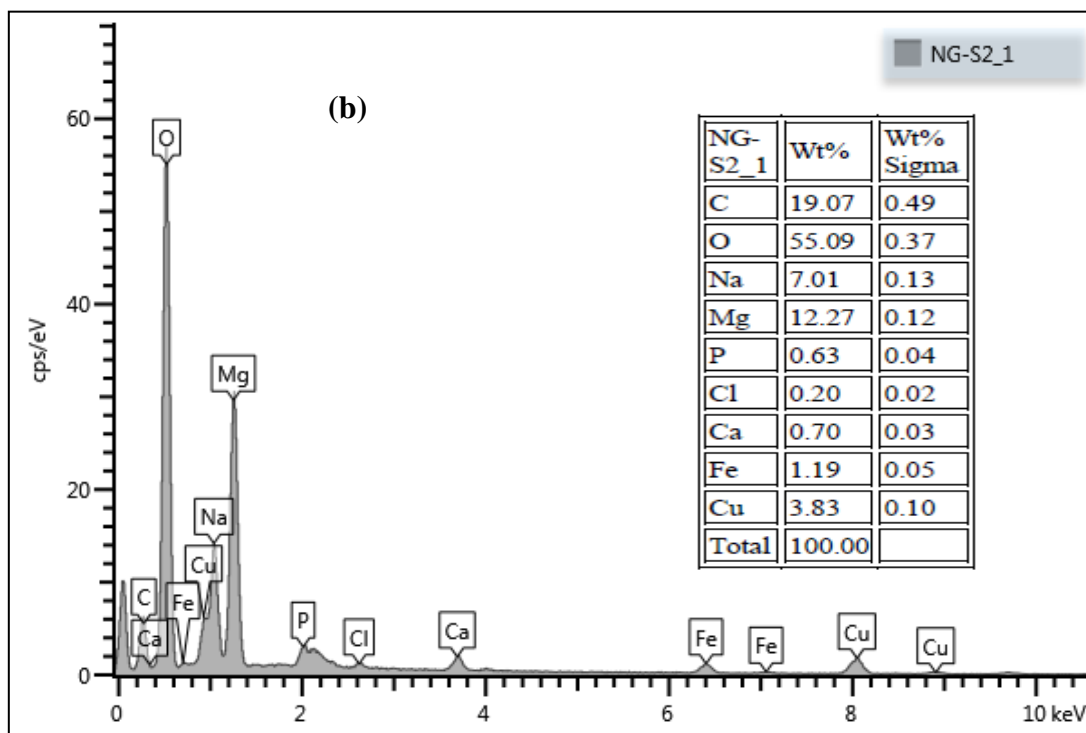 NG-S2_1
(b)
60
40
20
0
cps/eV
O
Mg
Na
Cu
C
Fe
Ca
P
Cl
Ca
Fe
Fe
Cu
Cu
0 2 4 6 8 10 keV
NG- Wt% Wt%
S2_1 Sigma
C 19.07 0.49
O 55.09 0.37
Na 7.01 0.13
Mg 12.27 0.12
P 0.63 0.04
Cl 0.20 0.02
Ca 0.70 0.03
Fe 1.19 0.05
Cu 3.83 0.10
Total 100.00